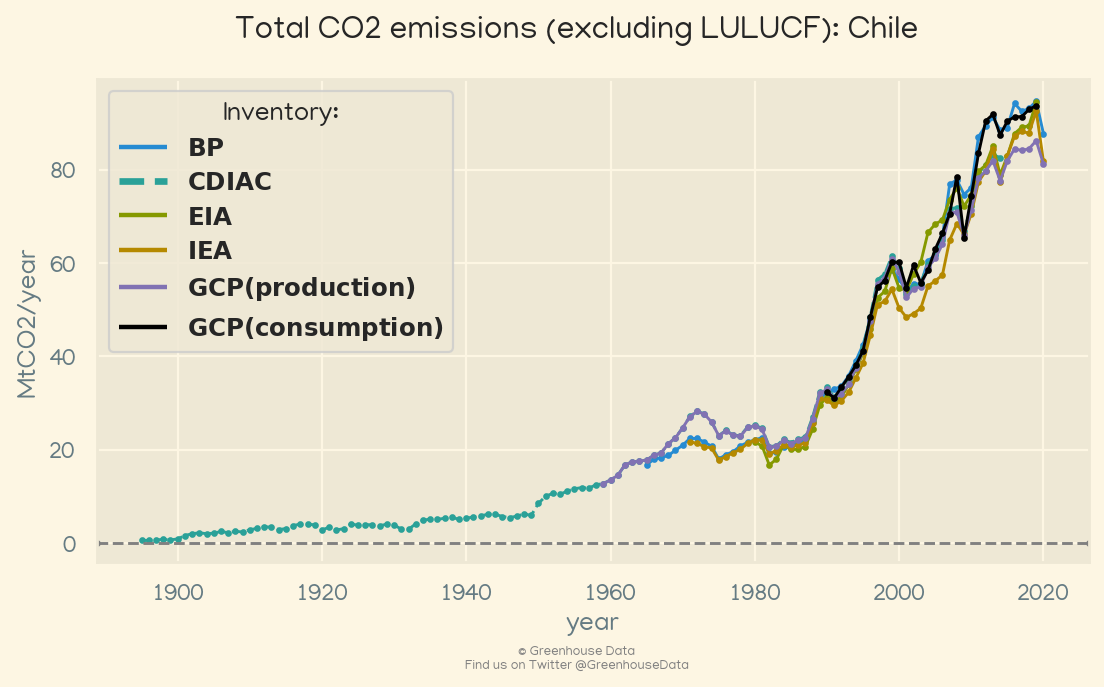 Total CO2 emissions (excluding LULUCF): Chile
Inventory:
BP
CDIAC
EIA
IEA
GCP(production)
GCP(consumption)
MtCO2/year
80
60
40
20
0
1900 1920 1940 1960 1980 2000 2020
year
© Greenhouse Data
Find us on Twitter @GreenhouseData